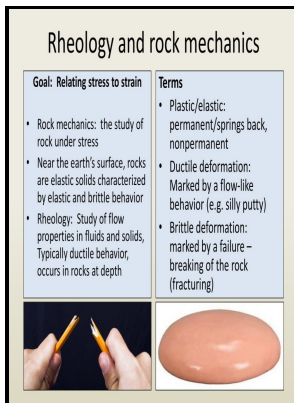 Rheology and rock mechanics
Goal: Relating stress to strain
• Rock mechanics: the study of
rock under stress
• Near the earth's surface, rocks
are elastic solids characterized
by elastic and brittle behavior
• Rheology: Study of flow
properties in fluids and solids,
Typically ductile behavior,
occurs in rocks at depth
Terms
• Plastic/elastic:
permanent/springs back,
nonpermanent
• Ductile deformation:
Marked by a flow-like
behavior (e.g. silly putty)
• Brittle deformation:
marked by a failure –
breaking of the rock
(fracturing)